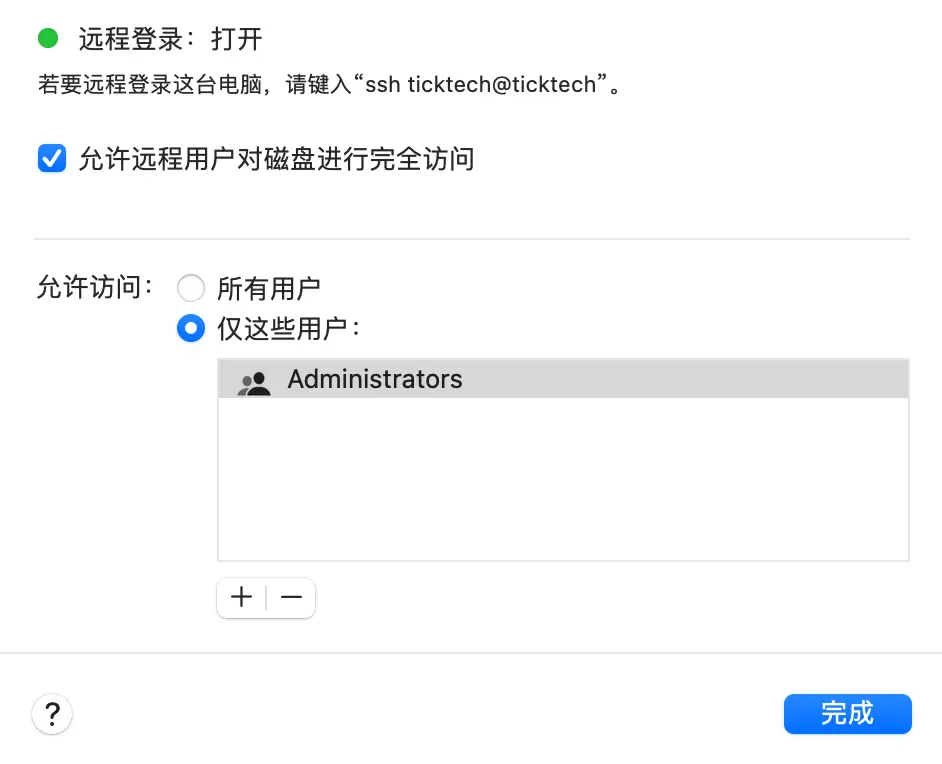 远程登录：打开
若要远程登录这台电脑，请键入“ssh ticktech@ticktech”。
允许远程用户对磁盘进行完全访问
允许访问：
所有用户
仅这些用户：
Administrators
?
完成